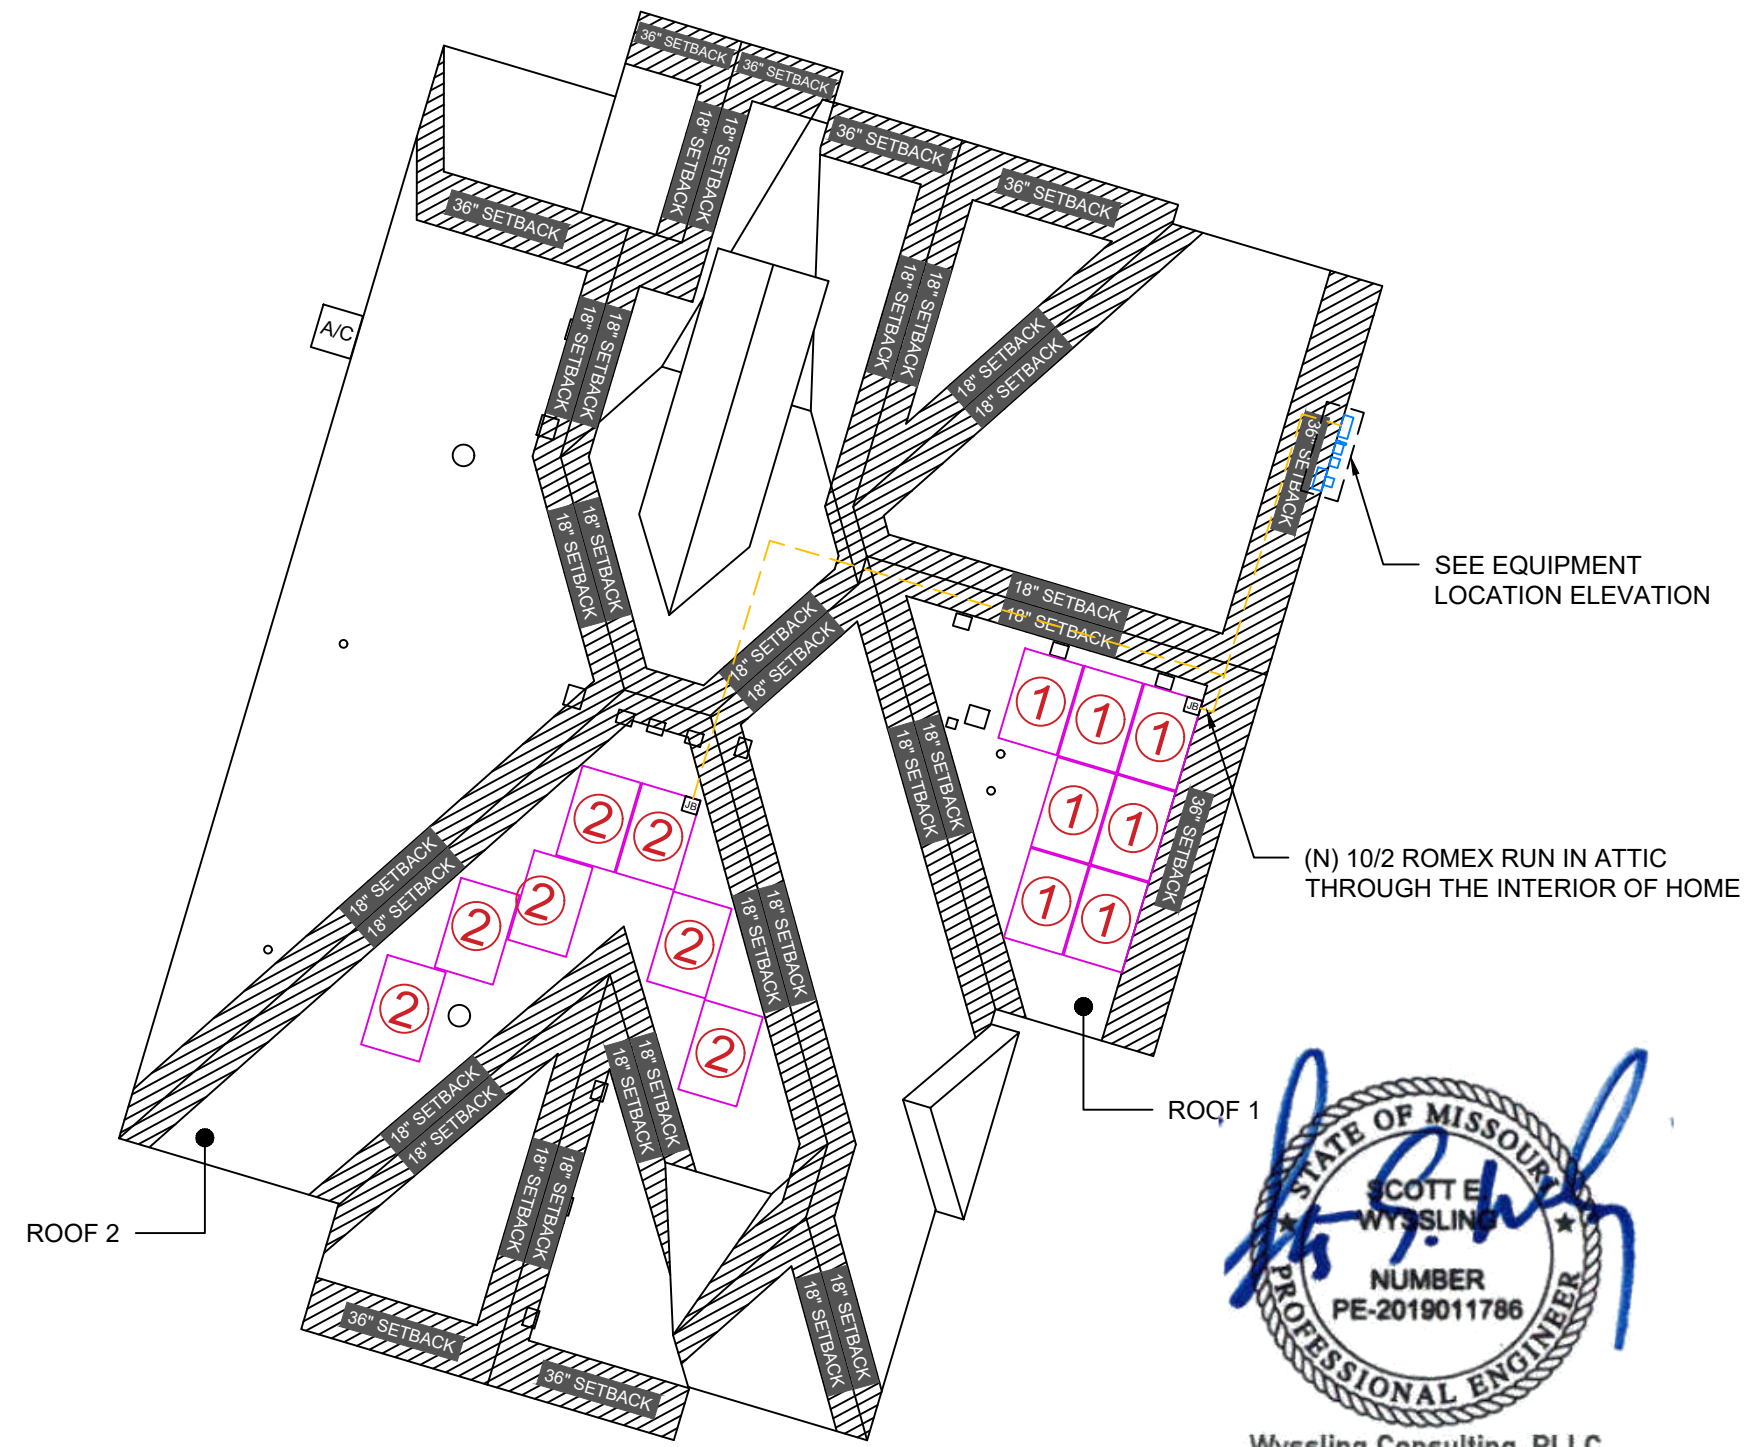 36" SETBACK
36" SETBACK
18" SETBACK
18" SETBACK
36" SETBACK
36" SETBACK
36" SETBACK
18" SETBACK
18" SETBACK
A/C
18" SETBACK
18" SETBACK
18" SETBACK
18" SETBACK
36" SETBACK
SEE EQUIPMENT
LOCATION ELEVATION
18" SETBACK
18" SETBACK
18" SETBACK
18" SETBACK
18" SETBACK
18" SETBACK
1
1
1
JB
18" SETBACK
18" SETBACK
1
1
36" SETBACK
1
1
2
2
JB
2
2
2
2
2
18" SETBACK
18" SETBACK
18" SETBACK
18" SETBACK
(N) 10/2 ROMEX RUN IN ATTIC
THROUGH THE INTERIOR OF HOME
18" SETBACK
18" SETBACK
18" SETBACK
18" SETBACK
ROOF 1
18" SETBACK
18" SETBACK
ROOF 2
18" SETBACK
18" SETBACK
36" SETBACK
36" SETBACK
STATE OF MISSOURI
SCOTT E.
WYSSLING
NUMBER
PE-2019011786
PROFESSIONAL ENGINEER
Wyssling Consulting, PLLC